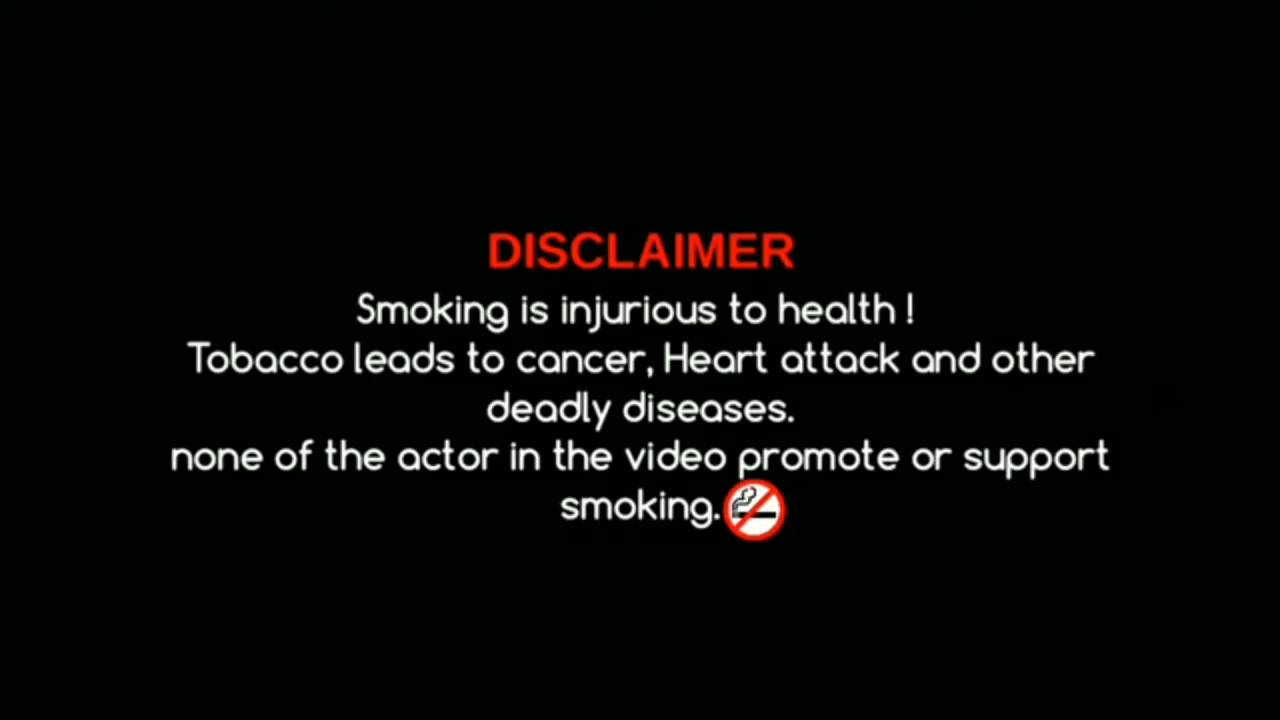 DISCLAIMER
Smoking is injurious to health !
Tobacco leads to cancer, Heart attack and other
deadly diseases.
none of the actor in the video promote or support
smoking.